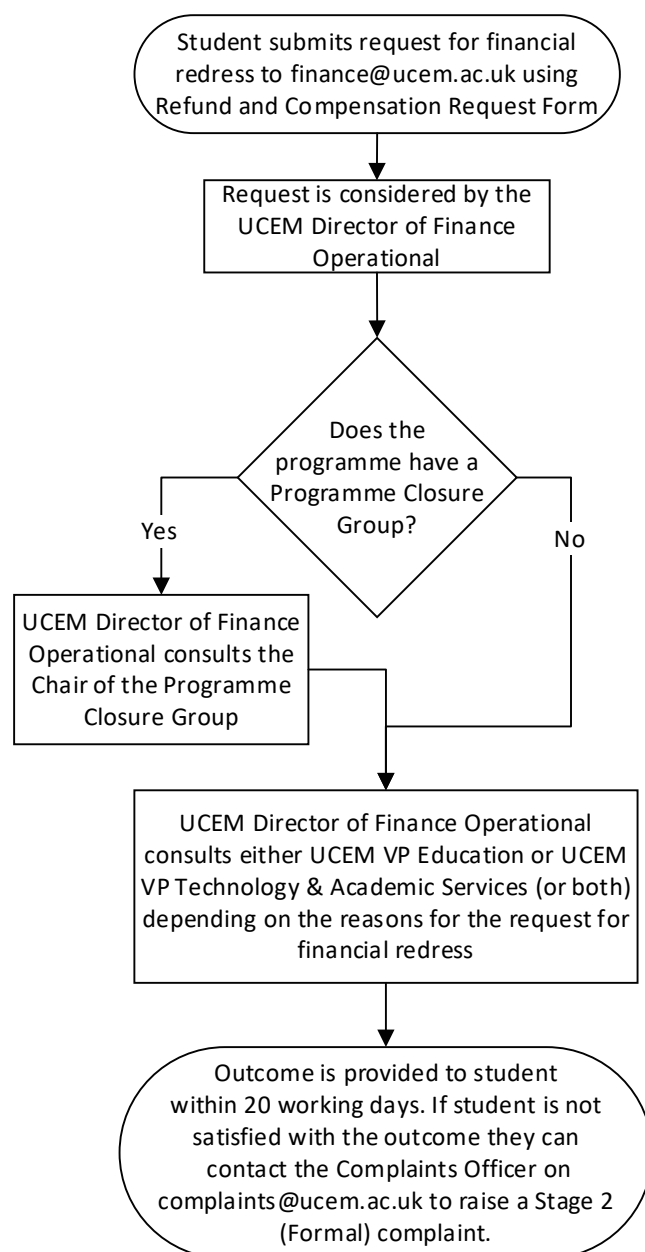 Student submits request for financial
redress to finance@ucem.ac.uk using
Refund and Compensation Request Form
Request is considered by the
UCEM Director of Finance
Operational
Does the
programme have a
Programme Closure
Group?
Yes
No
UCEM Director of Finance
Operational consults the
Chair of the Programme
Closure Group
UCEM Director of Finance Operational
consults either UCEM VP Education or UCEM
VP Technology & Academic Services (or both)
depending on the reasons for the request for
financial redress
Outcome is provided to student
within 20 working days. If student is not
satisfied with the outcome they can
contact the Complaints Officer on
complaints@ucem.ac.uk to raise a Stage 2
(Formal) complaint.